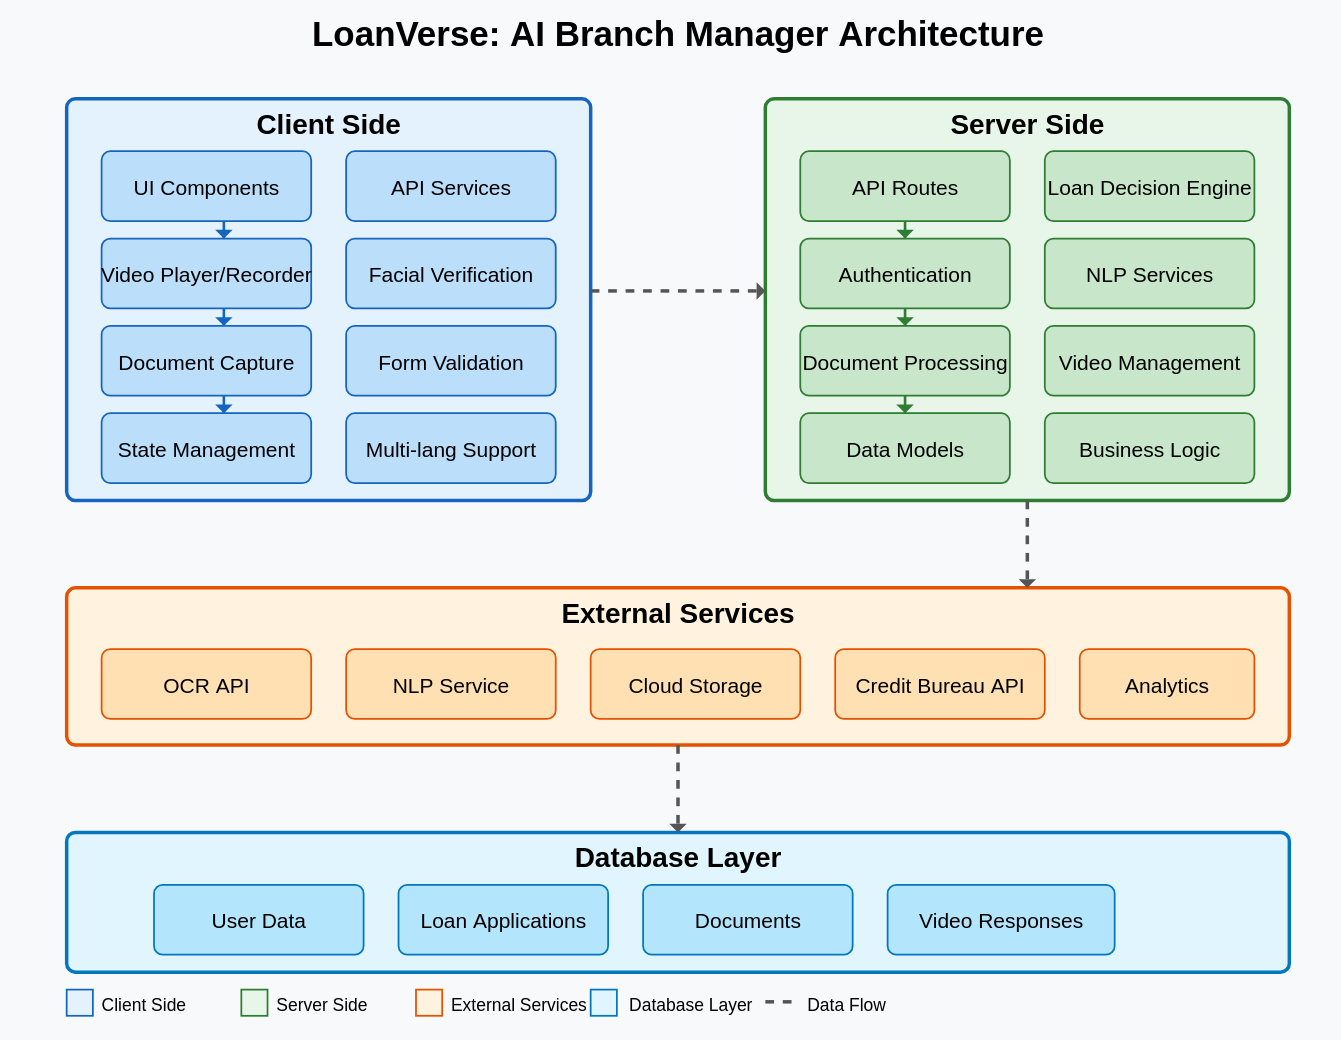 LoanVerse: AI Branch Manager Architecture
Client Side
UI Components
API Services
Video Player/Recorder
Facial Verification
Document Capture
Form Validation
State Management
Multi-lang Support
Server Side
API Routes
Loan Decision Engine
Authentication
NLP Services
Document Processing
Video Management
Data Models
Business Logic
External Services
OCR API
NLP Service
Cloud Storage
Credit Bureau API
Analytics
Database Layer
User Data
Loan Applications
Documents
Video Responses
Client Side
Server Side
External Services
Database Layer
Data Flow